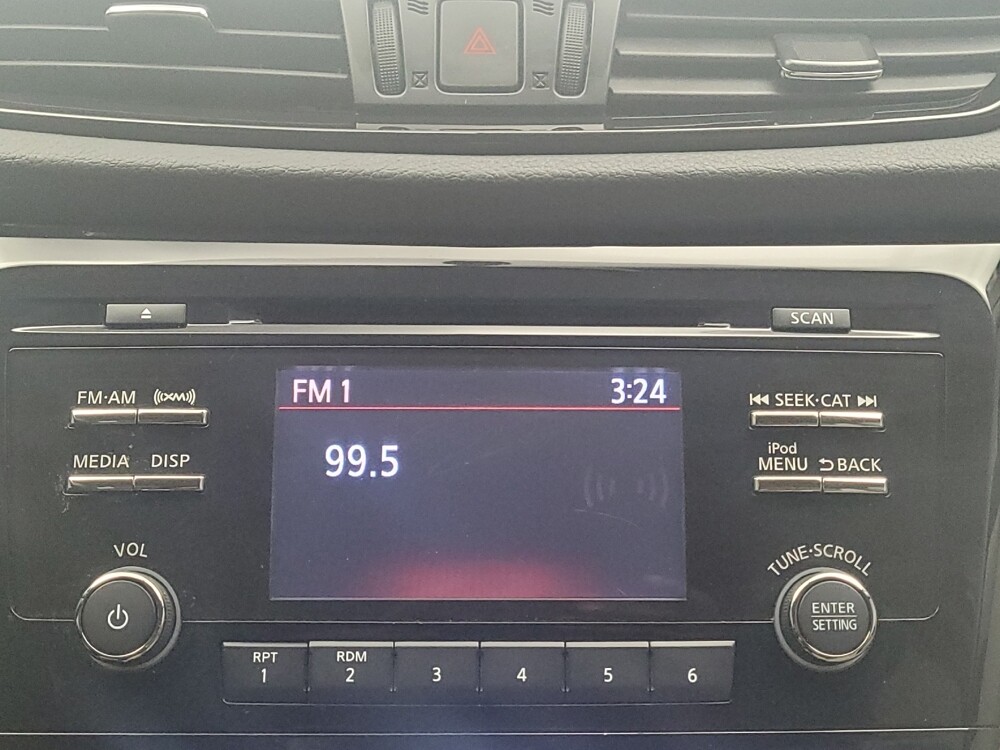 SCAN
FM·AM ((XM))
SEEK·CAT
MEDIA DISP
iPod
MENU BACK
FM 1 3:24
99.5
VOL
TUNE·SCROLL
ENTER
SETTING
RPT RDM
1 2 3 4 5 6